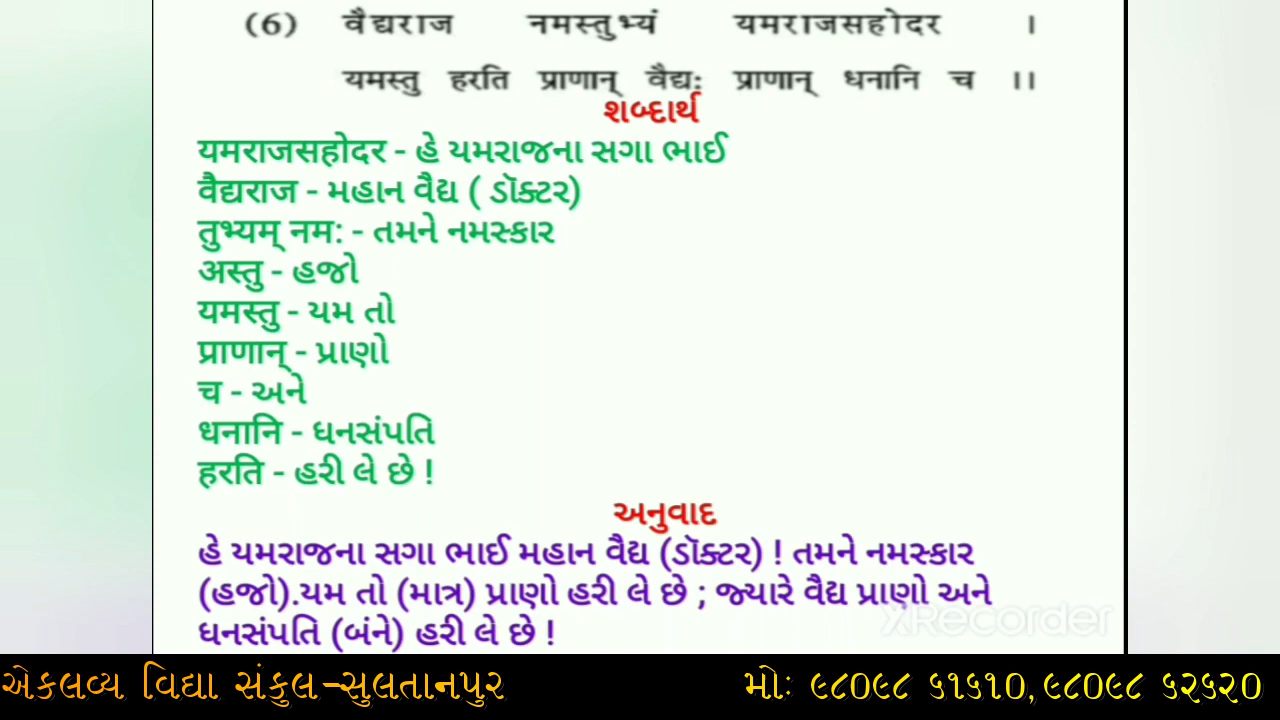 (6) वैद्यराज नमस्तुभ्यं यमराजसहोदर ।
यमस्तु हरति प्राणान् वैद्यः प्राणान् धनानि च ।।
શબ્દાર્થ
यमराजसहोदर - હે યમરાજના સગા ભાઈ
वैद्यराज - મહાન વૈદ્ય ( ડૉક્ટર)
तुभ्यम् नमः - તમને નમસ્કાર
अस्तु - હજો
यमस्तु - યમ તો
प्राणान् - પ્રાણો
च - અને
धनानि - ધનસંપતિ
हरति - હરી લે છે !
અનુવાદ
હે યમરાજના સગા ભાઈ મહાન વૈદ્ય (ડૉક્ટર) ! તમને નમસ્કાર
(હજો).યમ તો (માત્ર) પ્રાણો હરી લે છે ; જ્યારે વૈદ્ય પ્રાણો અને
XRecorder
ધનસંપતિ (બંને) હરી લે છે !
એકલવ્ય વિદ્યા સંકુલ-સુલતાનપુર મોઃ ૯૮૦૯૮ ૬૧૬૧૦, ૯૮૦૯૮ ૬૨૬૨૦